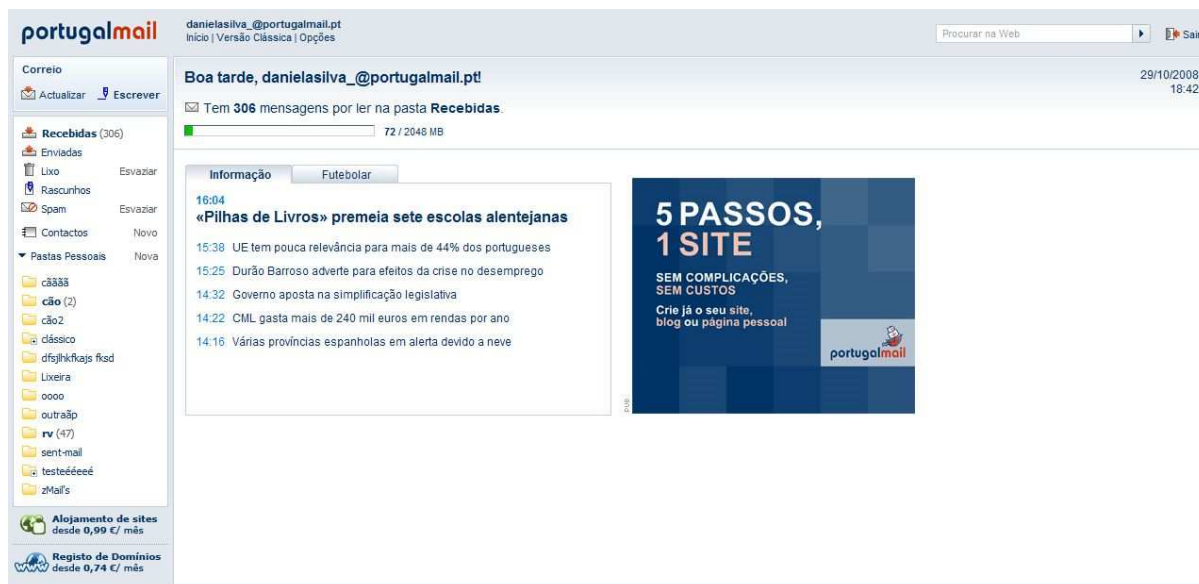 portugalmail
danielasilva_@portugalmail.pt
Início | Versão Clássica | Opções
Procurar na Web
Sair
Correio
Actualizar Escrever
Recebidas (306)
Enviadas
Lixo Esvaziar
Rascunhos
Spam Esvaziar
Contactos Novo
Pastas Pessoais Nova
cãããã
cão (2)
cão2
clássico
dfsjlhkfkajs fksd
Lixeira
oooo
outraãp
rv (47)
sent-mail
testeééeeé
zMail's
Alojamento de sites
desde 0,99 €/ mês
Registo de Domínios
desde 0,74 €/ mês
Boa tarde, danielasilva_@portugalmail.pt!
29/10/2008
18:42
Tem 306 mensagens por ler na pasta Recebidas.
72 / 2048 MB
Informação Futebolar
16:04
«Pilhas de Livros» premeia sete escolas alentejanas
15:38 UE tem pouca relevância para mais de 44% dos portugueses
15:25 Durão Barroso adverte para efeitos da crise no desemprego
14:32 Governo aposta na simplificação legislativa
14:22 CML gasta mais de 240 mil euros em rendas por ano
14:16 Várias províncias espanholas em alerta devido a neve
5 PASSOS,
1 SITE
SEM COMPLICAÇÕES,
SEM CUSTOS
Crie já o seu site,
blog ou página pessoal
portugalmail
PUB